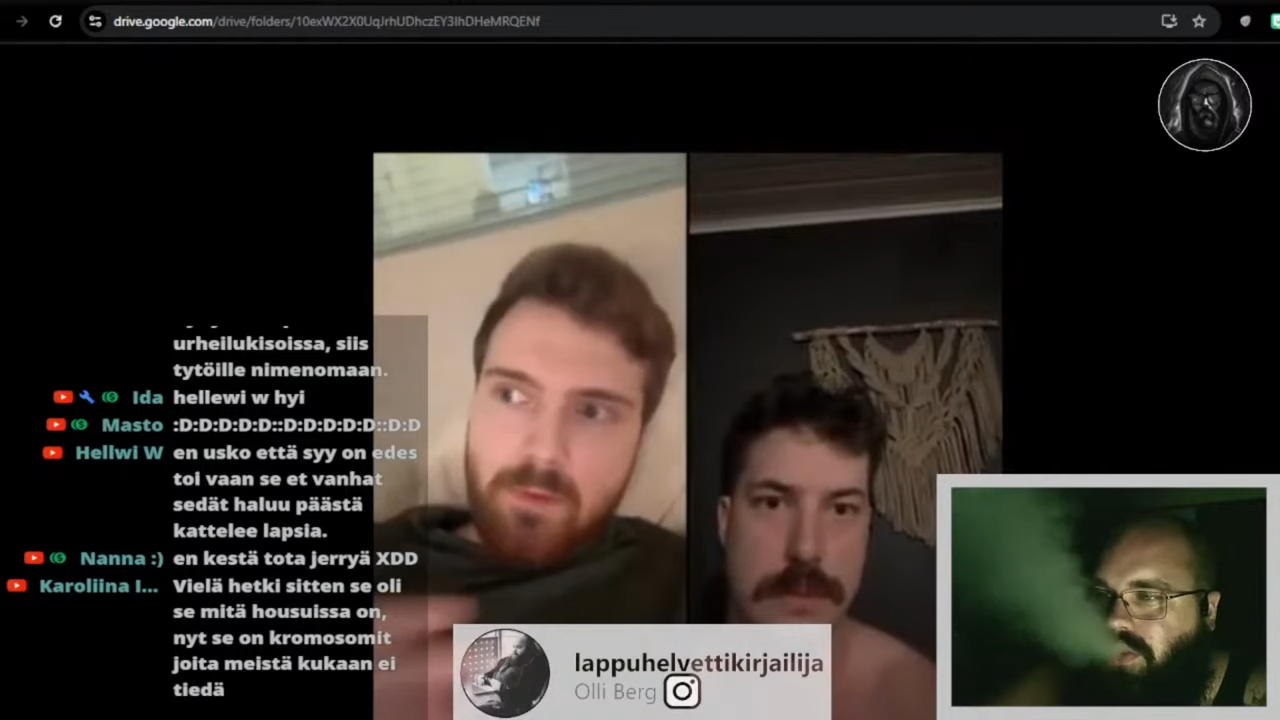 drive.google.com/drive/folders/10exWX2X0UqJrhUDhczEY3IhDHeMRQENf
urheilukisoissa, siis
tytöille nimenomaan.
Ida hellewi w hyi
Masto :D:D:D:D:D::D:D:D:D:D::D:D
Hellwi W en usko että syy on edes
toi vaan se et vanhat
sedät haluu päästä
kattelee lapsia.
Nanna :) en kestä tota jerryä XDD
Karoliina I... Vielä hetki sitten se oli
se mitä housuissa on,
nyt se on kromosomit
joita meistä kukaan ei
tiedä
lappuhelvettikirjailija
Olli Berg